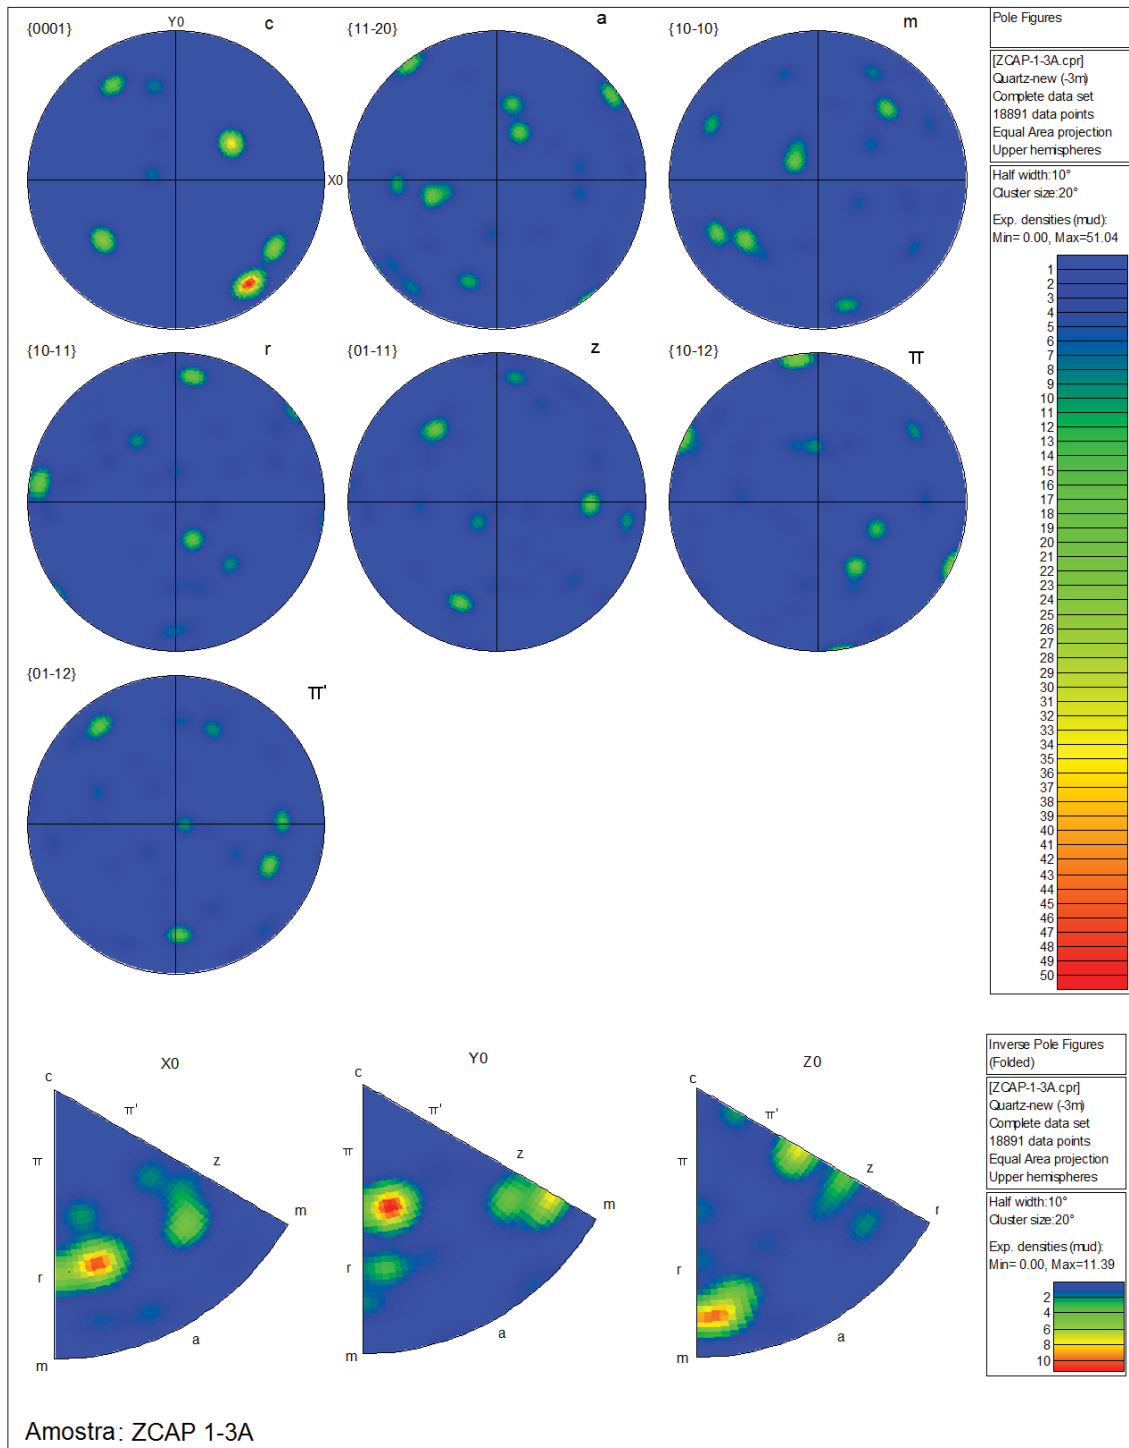 {0001}
Y0
c
X0
{11-20}
a
{10-10}
m
Pole Figures
[ZCAP-1-3A.cpr]
Quartz-new (-3m)
Complete data set
18891 data points
Equal Area projection
Upper hemispheres
Half width:10°
Cluster size:20°
Exp. densities (mud):
Min= 0.00, Max=51.04
1
2
3
4
5
6
7
8
9
10
11
12
13
14
15
16
17
18
19
20
21
22
24
25
26
27
28
29
30
31
32
33
34
35
36
37
38
39
40
41
42
43
44
45
46
47
48
49
50
{10-11}
r
{01-11}
z
{10-12}
π
{01-12}
π'
X0
c
π'
π
z
m
r
a
m
Y0
c
π'
π
z
m
r
a
m
Z0
c
π'
π
z
r
a
m
Inverse Pole Figures
(Folded)
[ZCAP-1-3A.cpr]
Quartz-new (-3m)
Complete data set
18891 data points
Equal Area projection
Upper hemispheres
Half width:10°
Cluster size:20°
Exp. densities (mud):
Min= 0.00, Max=11.39
2
4
6
8
10
Amostra: ZCAP 1-3A